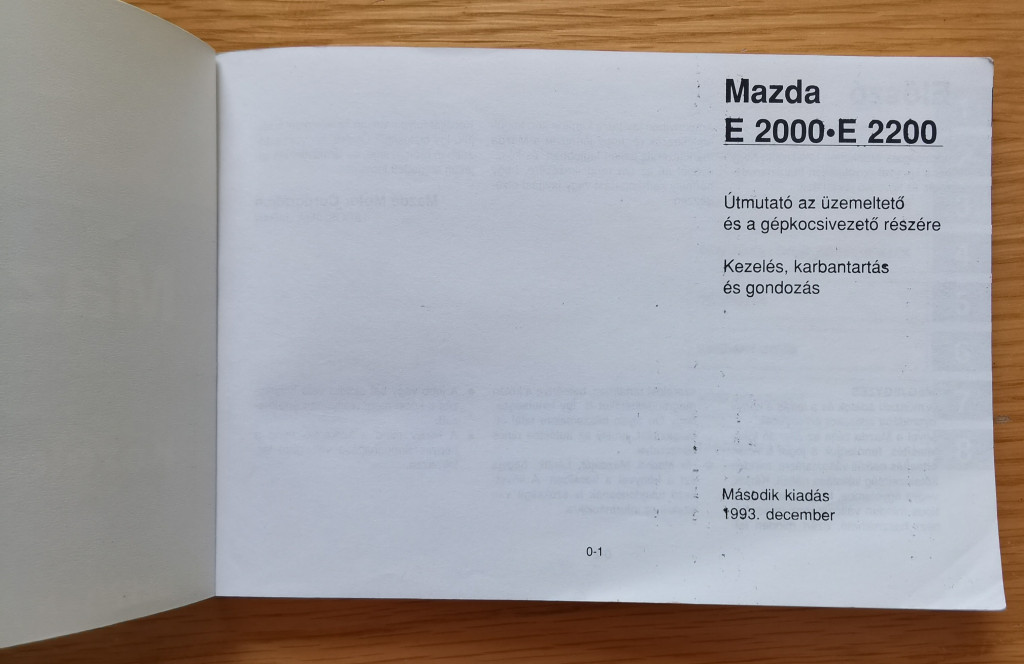 Mazda
E 2000•E 2200
Útmutató az üzemeltető
és a gépkocsivezető részére
Kezelés, karbantartás
és gondozás
Második kiadás
1993. december
0-1